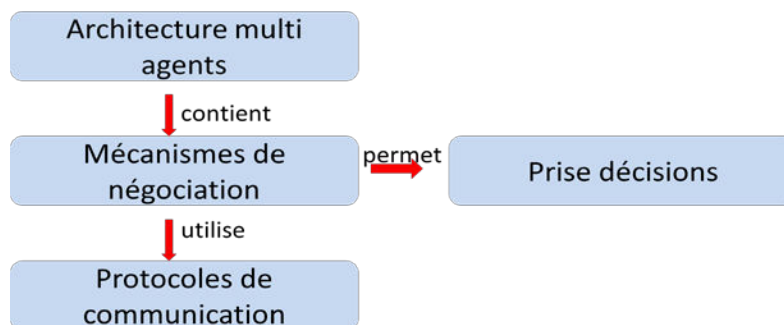 Architecture multi
agents
contient
Mécanismes de
négociation
permet
Prise décisions
utilise
Protocoles de
communication